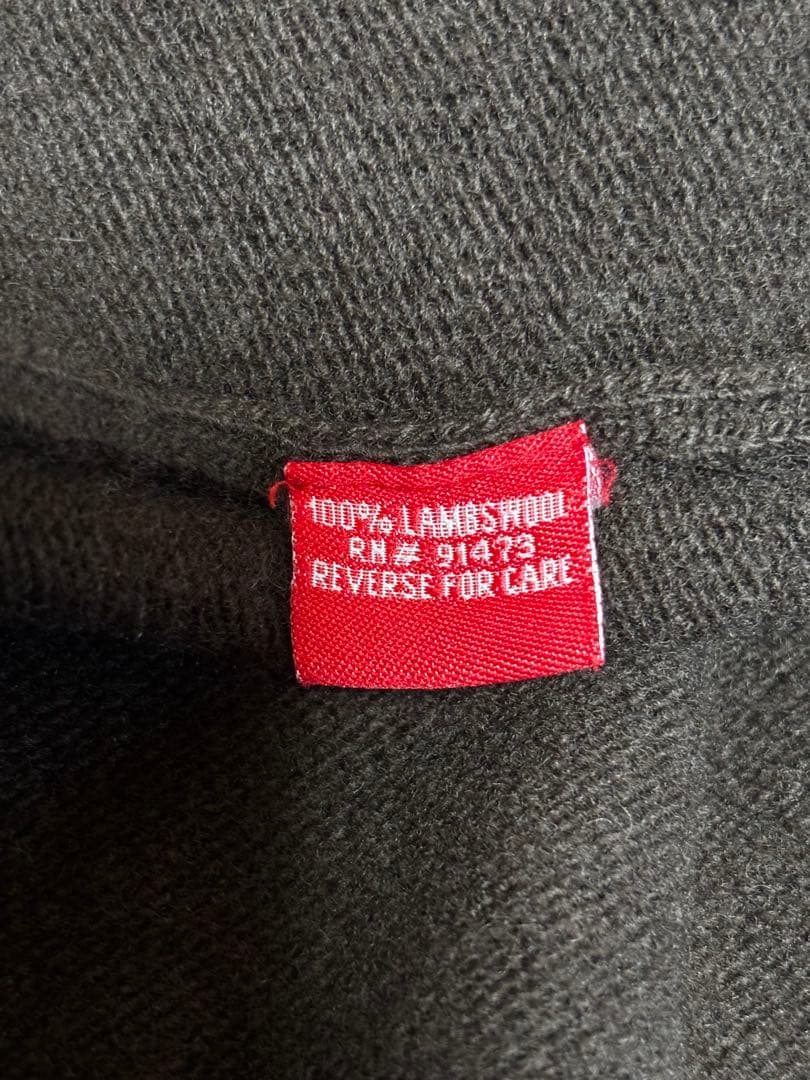 100% LAMBSWOOL
RN# 91473
REVERSE FOR CARE